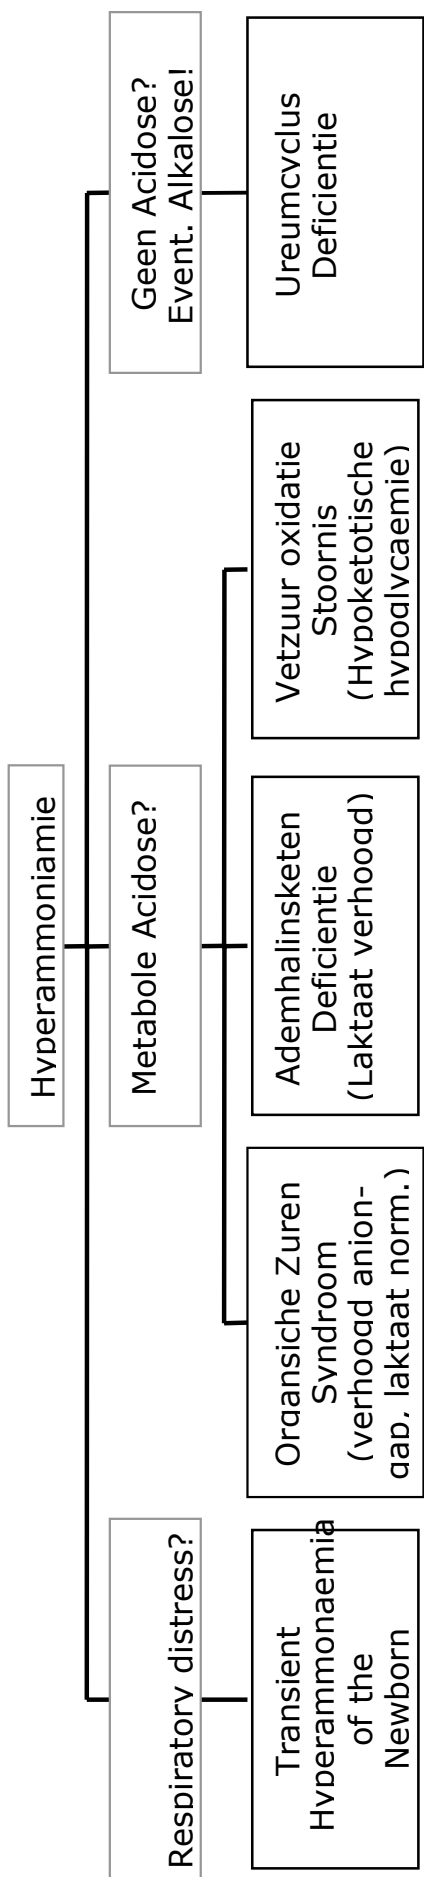 Hyperammoniamie
Respiratory distress?
Metabole Acidose?
Geen Acidose?
Event. Alkalose!
Transient
Hyperammonaemia
of the
Newborn
Organsiche Zuren
Syndroom
(verhoogd anion-
gap, laktaat norm.)
Ademhalinsketen
Deficientie
(Laktaat verhoogd)
Vetzuur oxidatie
Stoornis
(Hypoketotische
hypoglycaemie)
Ureumcyclus
Deficientie